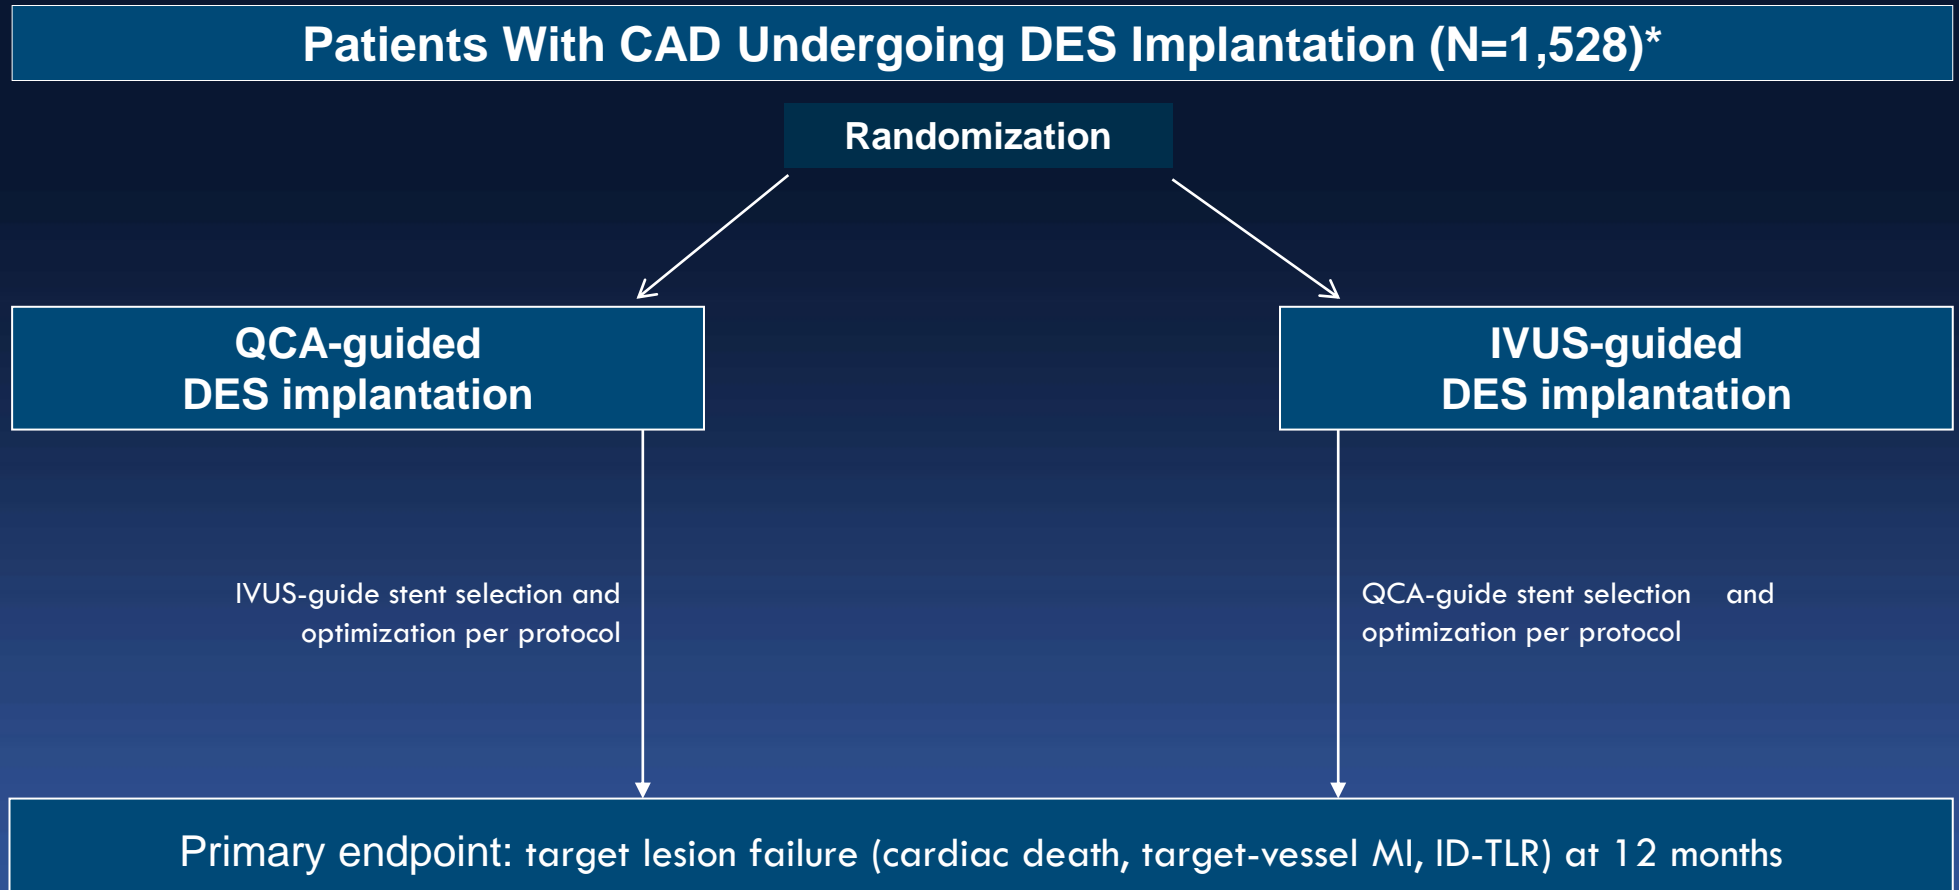 Patients With CAD Undergoing DES Implantation (N=1,528)*
Randomization
QCA-guided
DES implantation
IVUS-guided
DES implantation
IVUS-guide stent selection and
optimization per protocol
QCA-guide stent selection and
optimization per protocol
Primary endpoint: target lesion failure (cardiac death, target-vessel MI, ID-TLR) at 12 months